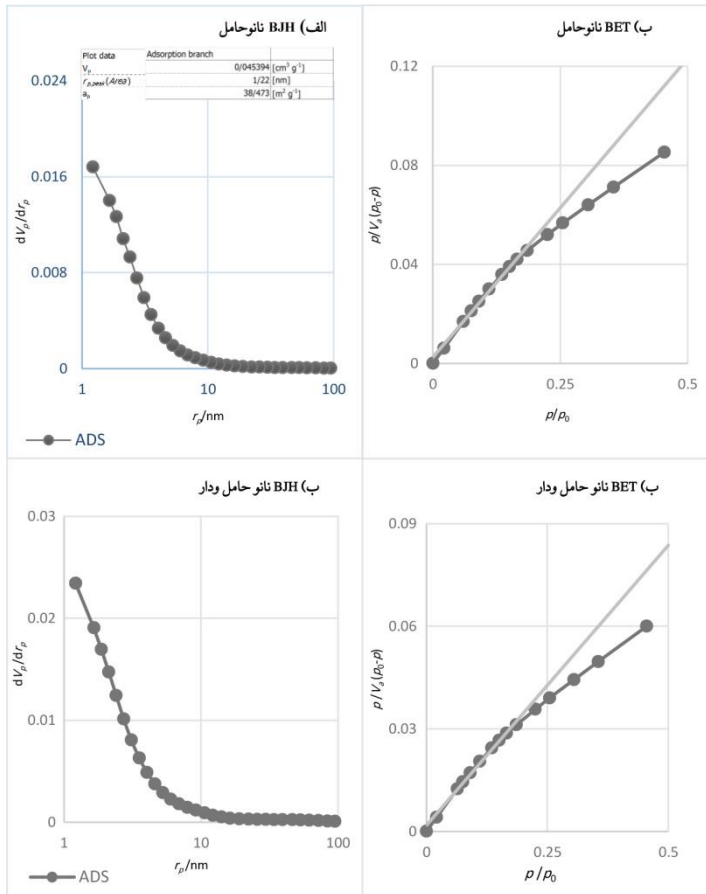 الف) BJH نانوحامل
Plot data Adsorption branch
Vp 0/045394 [cm³ g⁻¹]
rp,peak(Area) 1/22 [nm]
ap 38/473 [m² g⁻¹]
dVp/drp
0.024
0.016
0.008
0
1 10 100
rp/nm
ADS
ب) BET نانوحامل
p/Va(p0-p)
0.12
0.08
0.04
0
0 0.25 0.5
p/p0
ب) BJH نانو حامل ودار
dVp/drp
0.03
0.02
0.01
0
1 10 100
rp/nm
ADS
ب) BET نانو حامل ودار
p/Va(p0-p)
0.09
0.06
0.03
0
0 0.25 0.5
p/p0